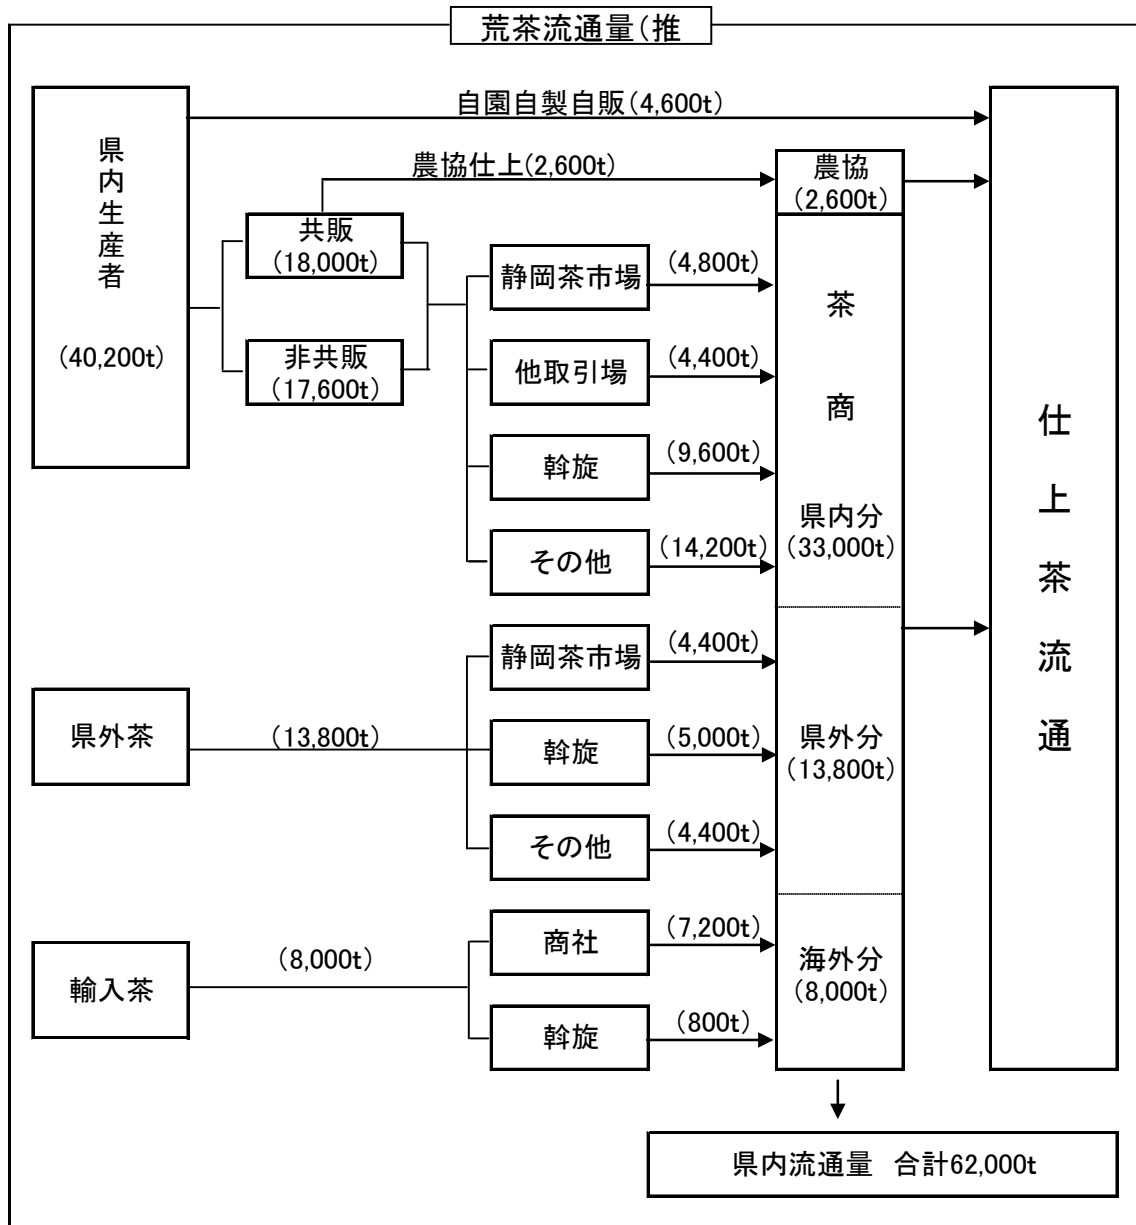 荒茶流通量(推
自園自製自販(4,600t)
県内生産者
(40,200t)
農協仕上(2,600t)
農協
(2,600t)
共販
(18,000t)
非共販
(17,600t)
静岡茶市場
(4,800t)
他取引場
(4,400t)
斡旋
(9,600t)
その他
(14,200t)
茶商
県内分
(33,000t)
仕上茶流通
県外茶
(13,800t)
静岡茶市場
(4,400t)
斡旋
(5,000t)
その他
(4,400t)
県外分
(13,800t)
輸入茶
(8,000t)
商社
(7,200t)
斡旋
(800t)
海外分
(8,000t)
県内流通量 合計62,000t